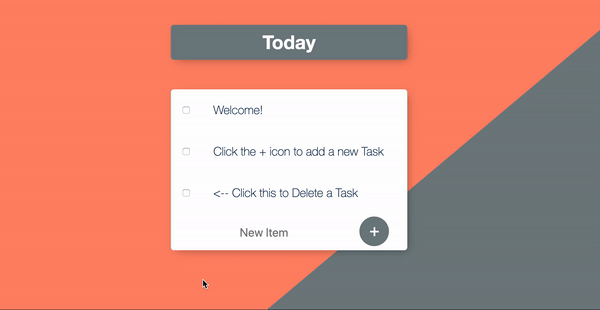 Today
Welcome!
Click the + icon to add a new Task
<-- Click this to Delete a Task
New Item
+